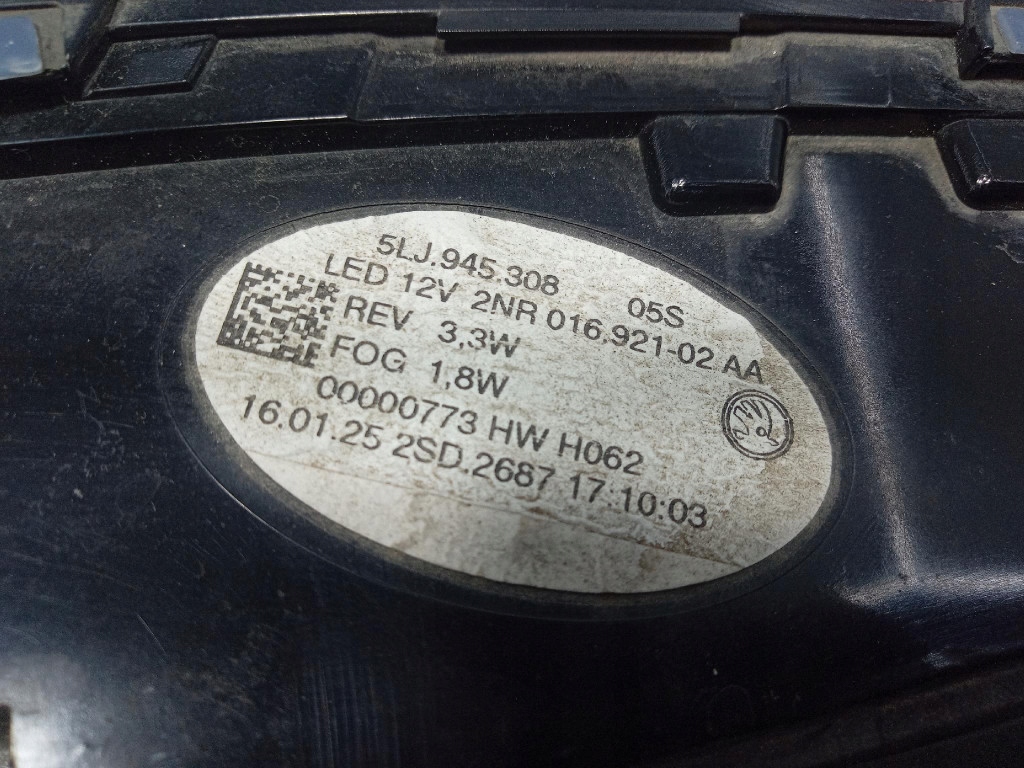 5LJ.945.308 05S
LED 12V 2NR 016.921-02 AA
REV 3,3W
FOG 1,8W
00000773 HW H062
16.01.25 2SD.2687 17:10:03